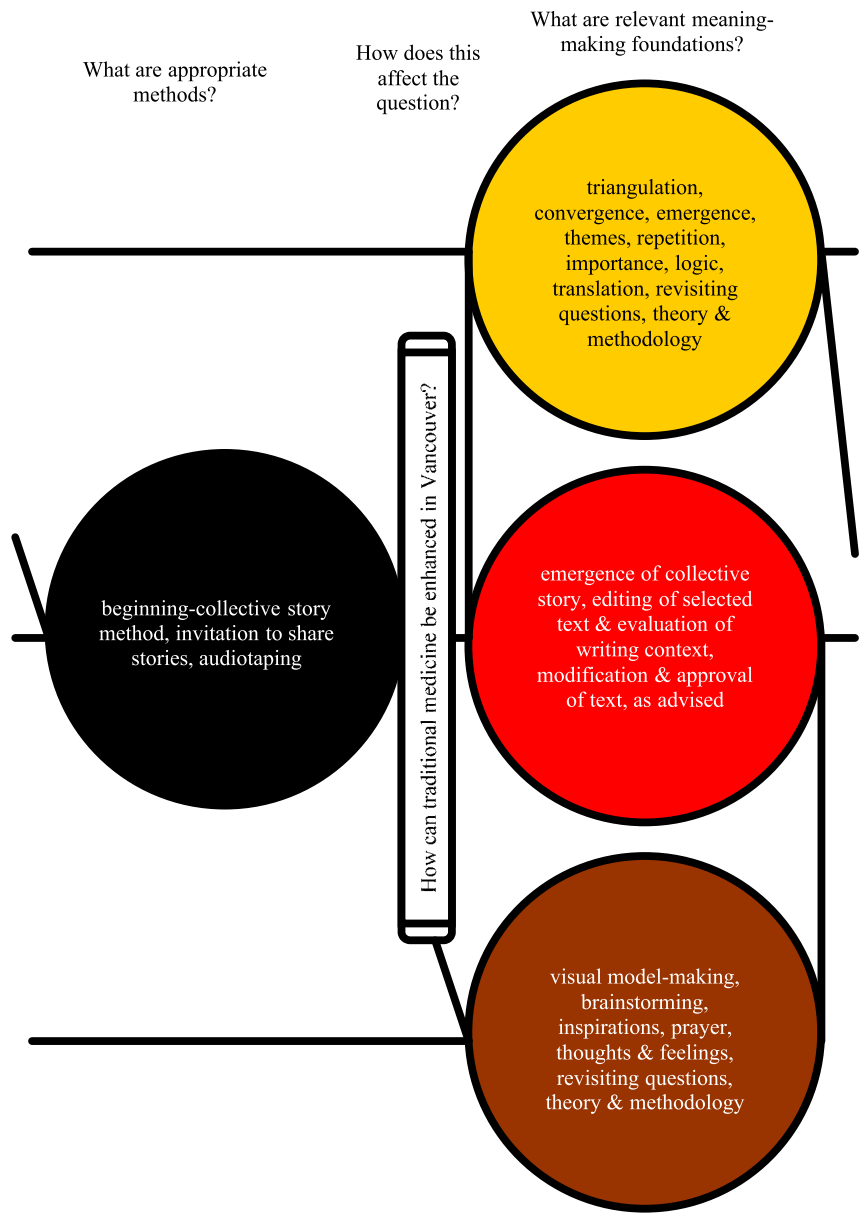 What are appropriate
methods?
How does this
affect the
question?
What are relevant meaning-
making foundations?
triangulation,
convergence, emergence,
themes, repetition,
importance, logic,
translation, revisiting
questions, theory &
methodology
beginning-collective story
method, invitation to share
stories, audiotaping
How can traditional medicine be enhanced in Vancouver?
emergence of collective
story, editing of selected
text & evaluation of
writing context,
modification & approval
of text, as advised
visual model-making,
brainstorming,
inspirations, prayer,
thoughts & feelings,
revisiting questions,
theory & methodology